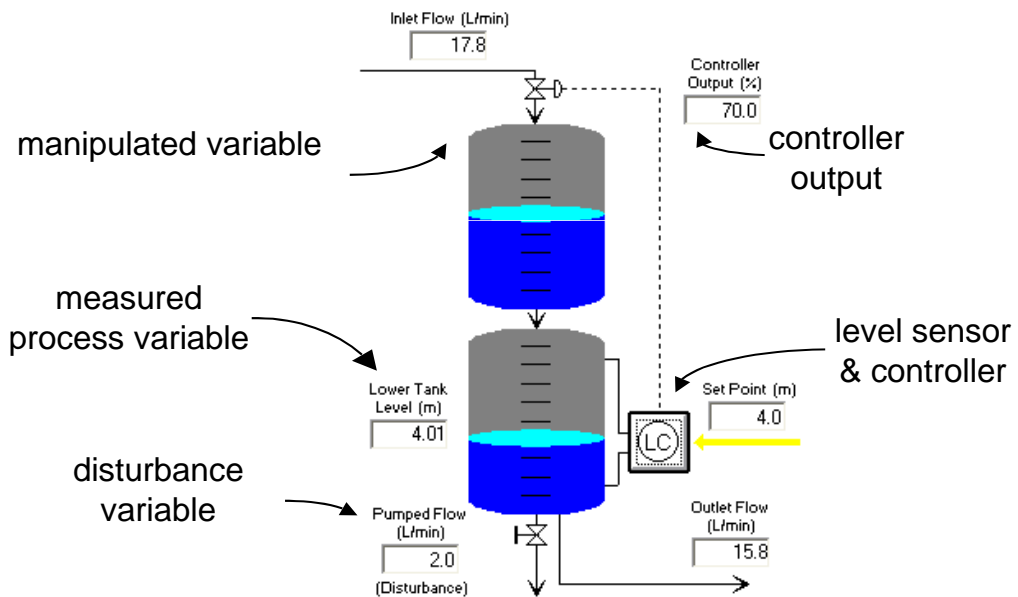 Inlet Flow (L/min)
17.8
Controller
Output (%)
70.0
manipulated variable
controller
output
measured
process variable
level sensor
& controller
Lower Tank
Level (m)
4.01
Set Point (m)
4.0
LC
disturbance
variable
Pumped Flow
(L/min)
2.0
(Disturbance)
Outlet Flow
(L/min)
15.8